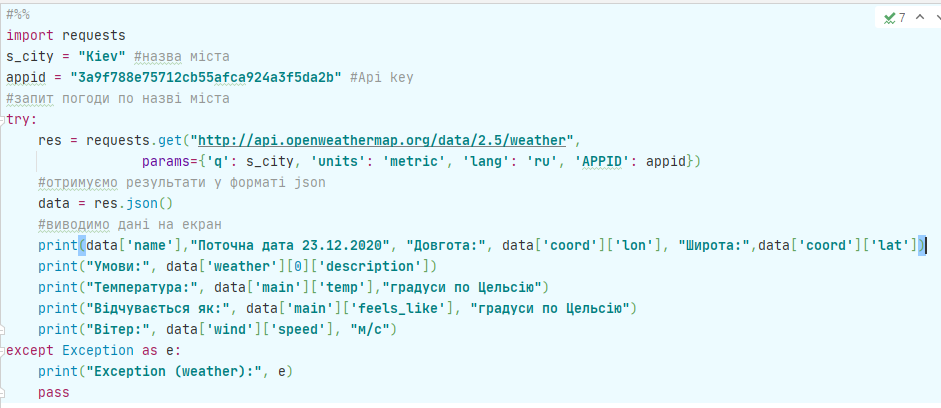 #%%
7
import requests
s_city = "Kiev" #назва міста
appid = "3a9f788e75712cb55afca924a3f5da2b" #Api key
#запит погоди по назві міста
try:
    res = requests.get("http://api.openweathermap.org/data/2.5/weather",
                 params={'q': s_city, 'units': 'metric', 'lang': 'ru', 'APPID': appid})
    #отримуємо результати у форматі json
    data = res.json()
    #виводимо дані на екран
    print(data['name'],"Поточна дата 23.12.2020", "Довгота:", data['coord']['lon'], "Широта:",data['coord']['lat'])
    print("Умови:", data['weather'][0]['description'])
    print("Температура:", data['main']['temp'],"градуси по Цельсію")
    print("Відчувається як:", data['main']['feels_like'], "градуси по Цельсію")
    print("Вітер:", data['wind']['speed'], "м/с")
except Exception as e:
    print("Exception (weather):", e)
    pass